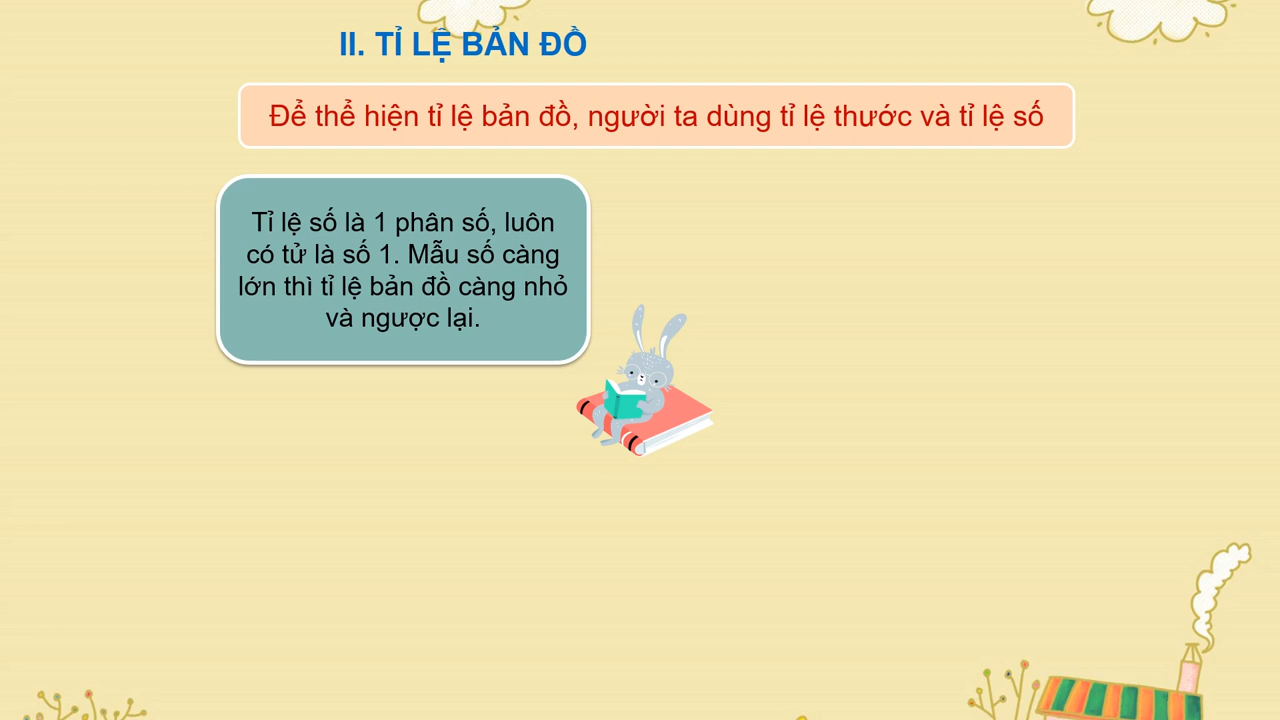 II. TỈ LỆ BẢN ĐỒ
Để thể hiện tỉ lệ bản đồ, người ta dùng tỉ lệ thước và tỉ lệ số
Tỉ lệ số là 1 phân số, luôn
có tử là số 1. Mẫu số càng
lớn thì tỉ lệ bản đồ càng nhỏ
và ngược lại.